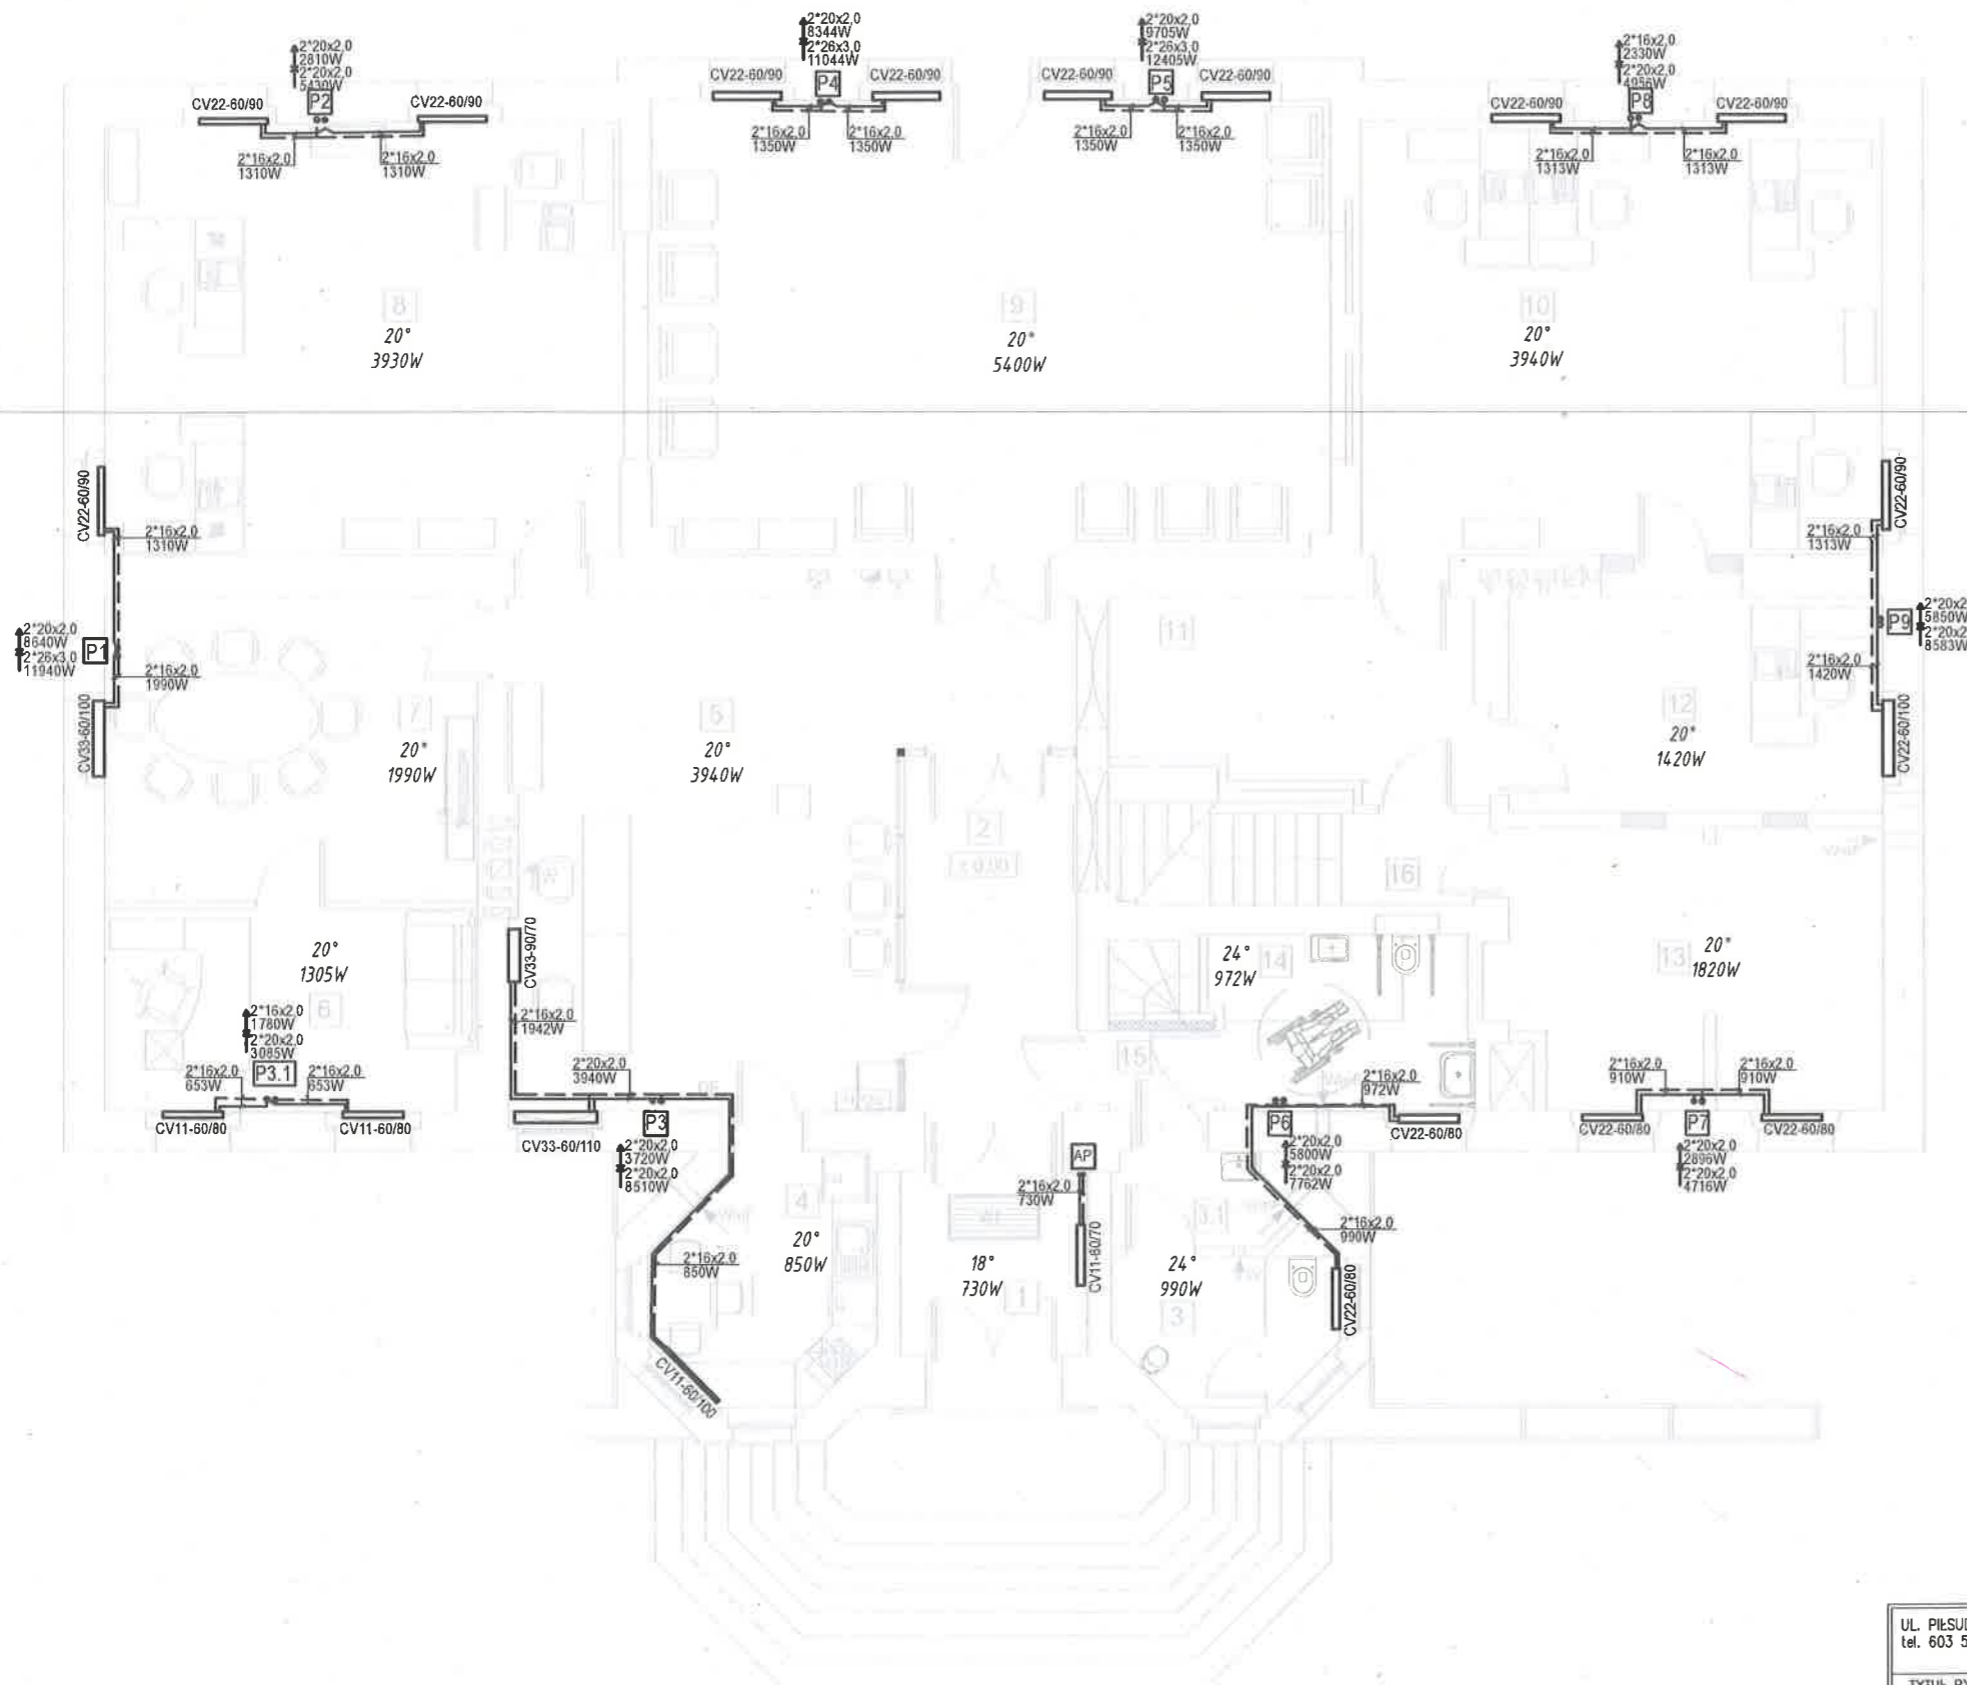 2*20x2,0
2810W
2*20x2,0
5430W
P2
CV22-60/90
CV22-60/90
2*16x2,0
1310W
2*16x2,0
1310W
2*20x2,0
8344W
2*26x3,0
11044W
P4
CV22-60/90
CV22-60/90
2*16x2,0
1350W
2*16x2,0
1350W
2*20x2,0
9705W
2*26x3,0
12405W
P5
CV22-60/90
CV22-60/90
2*16x2,0
1350W
2*16x2,0
1350W
2*16x2,0
2330W
2*20x2,0
4956W
P8
CV22-60/90
CV22-60/90
2*16x2,0
1313W
2*16x2,0
1313W
8
20°
3930W
9
20°
5400W
10
20°
3940W
CV22-60/90
2*16x2,0
1310W
2*20x2,0
8640W
2*26x3,0
11940W
P1
2*16x2,0
1990W
CV33-60/100
7
20°
1990W
5
20°
3940W
2
± 0.00
11
12
20°
1420W
CV22-60/90
2*16x2,0
1313W
P9
2*20x2
5850W
2*20x2
8583W
2*16x2,0
1420W
CV22-60/100
16
20°
1305W
6
2*16x2,0
1780W
2*20x2,0
3085W
P3.1
2*16x2,0
653W
2*16x2,0
653W
CV11-60/80
CV11-60/80
CV33-90/70
2*16x2,0
1942W
2*20x2,0
3940W
CV33-60/110
P3
2*20x2,0
3720W
2*20x2,0
8510W
24°
972W
14
15
13
20°
1820W
2*16x2,0
972W
P6
CV22-60/80
2*20x2,0
5800W
2*20x2,0
7762W
2*16x2,0
910W
2*16x2,0
910W
CV22-60/80
P7
CV22-60/80
2*20x2,0
2896W
2*20x2,0
4716W
4
20°
850W
2*16x2,0
850W
CV11-60/100
AP
2*16x2,0
730W
CV11-60/70
18°
730W
1
3.1
24°
990W
3
2*16x2,0
990W
CV22-60/80
UL. PIŁSUD
tel. 603 5